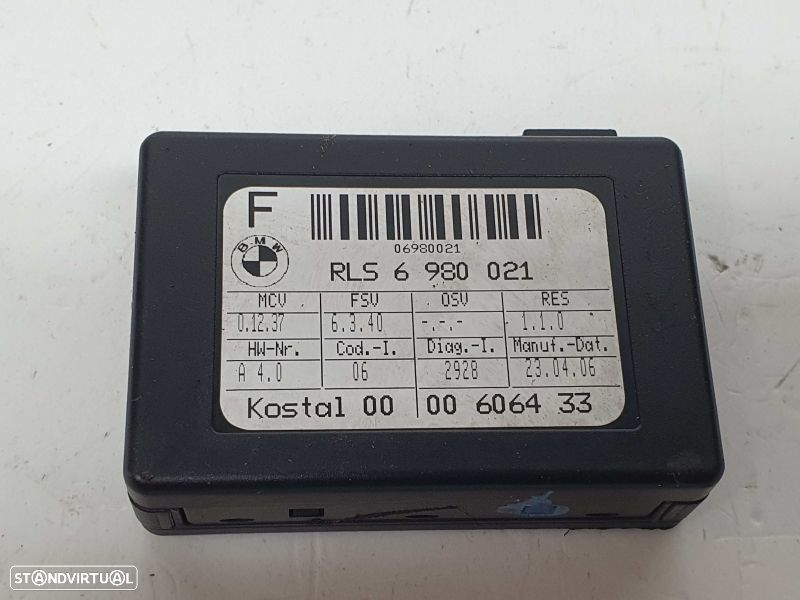 F
06980021
BMW
RLS 6 980 021
MCV FSV OSV RES
0.12.37 6.3.40 -.-.- 1.1.0
HW-Nr. Cod.-I. Diag.-I. Manuf.-Dat.
A 4.0 06 2928 23.04.06
Kostal 00 00 6064 33
STANDVIRTUAL